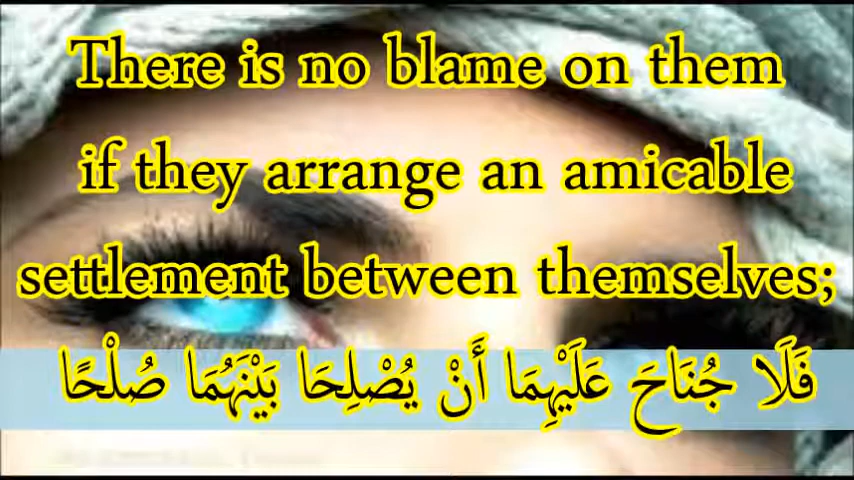 There is no blame on them
if they arrange an amicable
settlement between themselves;
فَلَا جُنَاحَ عَلَيْهِمَا أَنْ يُصْلِحَا بَيْنَهُمَا صُلْحًا